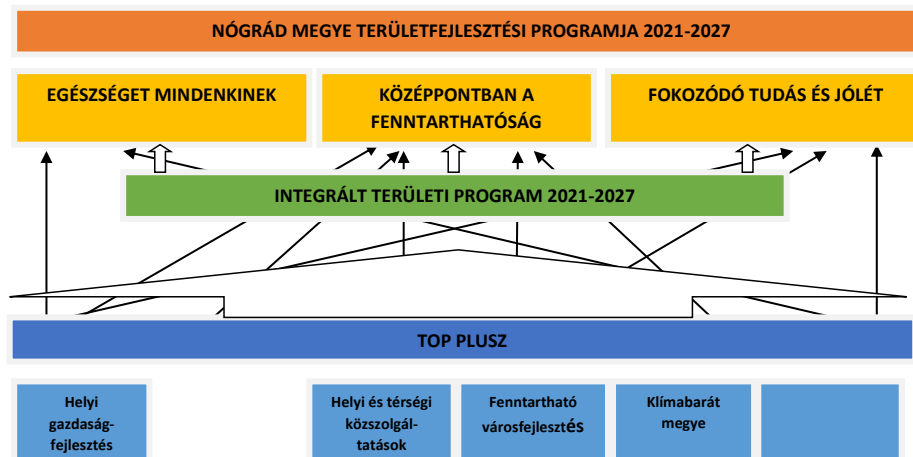 NÓGRÁD MEGYE TERÜLETFEJLESZTÉSI PROGRAMJA 2021-2027
EGÉSZSÉGET MINDENKINEK
KÖZÉPPONTBAN A
FENNTARTHATÓSÁG
FOKOZÓDÓ TUDÁS ÉS JÓLÉT
INTEGRÁLT TERÜLETI PROGRAM 2021-2027
TOP PLUSZ
Helyi
gazdaság-
fejlesztés
Helyi és térségi
közszolgál-
tatások
Fenntartható
városfejlesztés
Klímabarát
megye